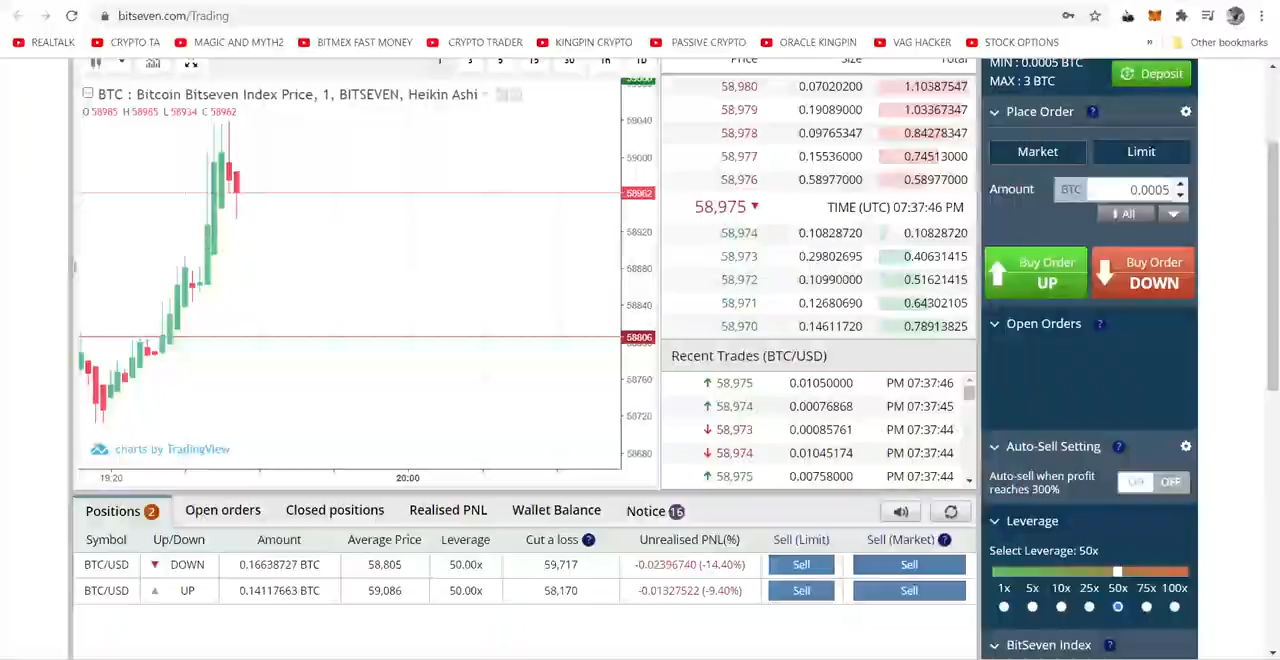 bitseven.com/Trading
REALTALK CRYPTO TA MAGIC AND MYTH2 BITMEX FAST MONEY CRYPTO TRADER KINGPIN CRYPTO PASSIVE CRYPTO ORACLE KINGPIN VAG HACKER STOCK OPTIONS » Other bookmarks
1 3 5 15 30 1H 1D
BTC : Bitcoin Bitseven Index Price, 1, BITSEVEN, Heikin Ashi
O 58985 H 58985 L 58934 C 58962
59040
59000
58962
58920
58880
58840
58806
58760
58720
58680
charts by TradingView
19:20 20:00
Price Size Total
58,980 0.07020200 1.10387547
58,979 0.19089000 1.03367347
58,978 0.09765347 0.84278347
58,977 0.15536000 0.74513000
58,976 0.58977000 0.58977000
58,975 TIME (UTC) 07:37:46 PM
58,974 0.10828720 0.10828720
58,973 0.29802695 0.40631415
58,972 0.10990000 0.51621415
58,971 0.12680690 0.64302105
58,970 0.14611720 0.78913825
Recent Trades (BTC/USD)
58,975 0.01050000 PM 07:37:46
58,974 0.00076868 PM 07:37:45
58,973 0.00085761 PM 07:37:44
58,974 0.01045174 PM 07:37:44
58,975 0.00758000 PM 07:37:44
MIN : 0.0005 BTC
MAX : 3 BTC
Deposit
Place Order ?
Market Limit
Amount BTC 0.0005
All
Buy Order UP
Buy Order DOWN
Open Orders ?
Auto-Sell Setting ?
Auto-sell when profit
reaches 300%
OFF
Leverage
Select Leverage: 50x
1x 5x 10x 25x 50x 75x 100x
BitSeven Index ?
Positions 2 Open orders Closed positions Realised PNL Wallet Balance Notice 16
Symbol Up/Down Amount Average Price Leverage Cut a loss ? Unrealised PNL(%) Sell (Limit) Sell (Market) ?
BTC/USD DOWN 0.16638727 BTC 58,805 50.00x 59,717 -0.02396740 (-14.40%) Sell Sell
BTC/USD UP 0.14117663 BTC 59,086 50.00x 58,170 -0.01327522 (-9.40%) Sell Sell